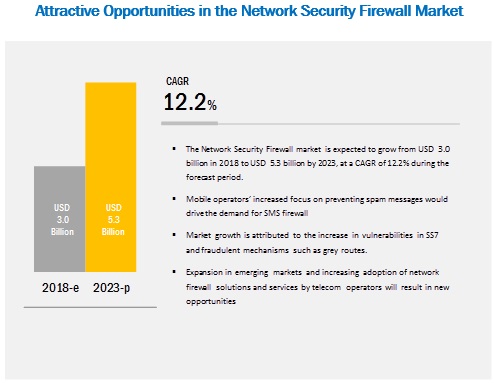 Attractive Opportunities in the Network Security Firewall Market
CAGR
12.2%
USD
3.0
Billion
USD
5.3
Billion
2018-e 2023-p
▪ The Network Security Firewall market is expected to grow from USD 3.0
billion in 2018 to USD 5.3 billion by 2023, at a CAGR of 12.2% during the
forecast period.
▪ Mobile operators' increased focus on preventing spam messages would
drive the demand for SMS firewall
▪ Market growth is attributed to the increase in vulnerabilities in SS7
and fraudulent mechanisms such as grey routes.
▪ Expansion in emerging markets and increasing adoption of network
firewall solutions and services by telecom operators will result in new
opportunities